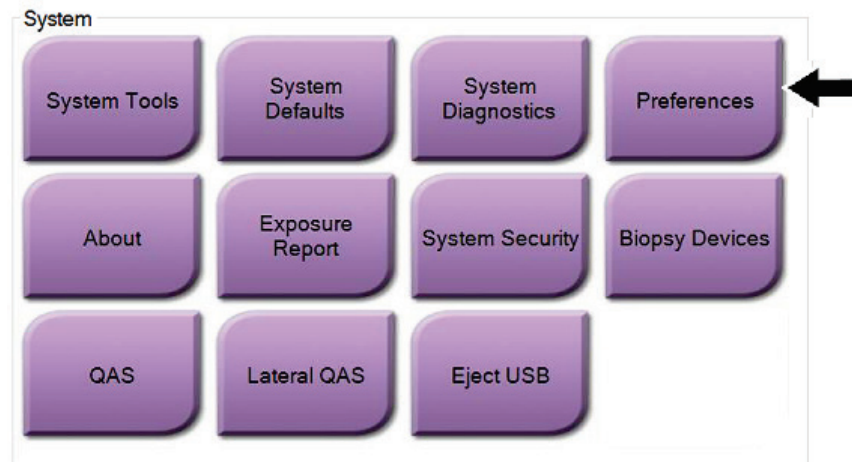 System
System Tools
System
Defaults
System
Diagnostics
Preferences
About
Exposure
Report
System Security
Biopsy Devices
QAS
Lateral QAS
Eject USB